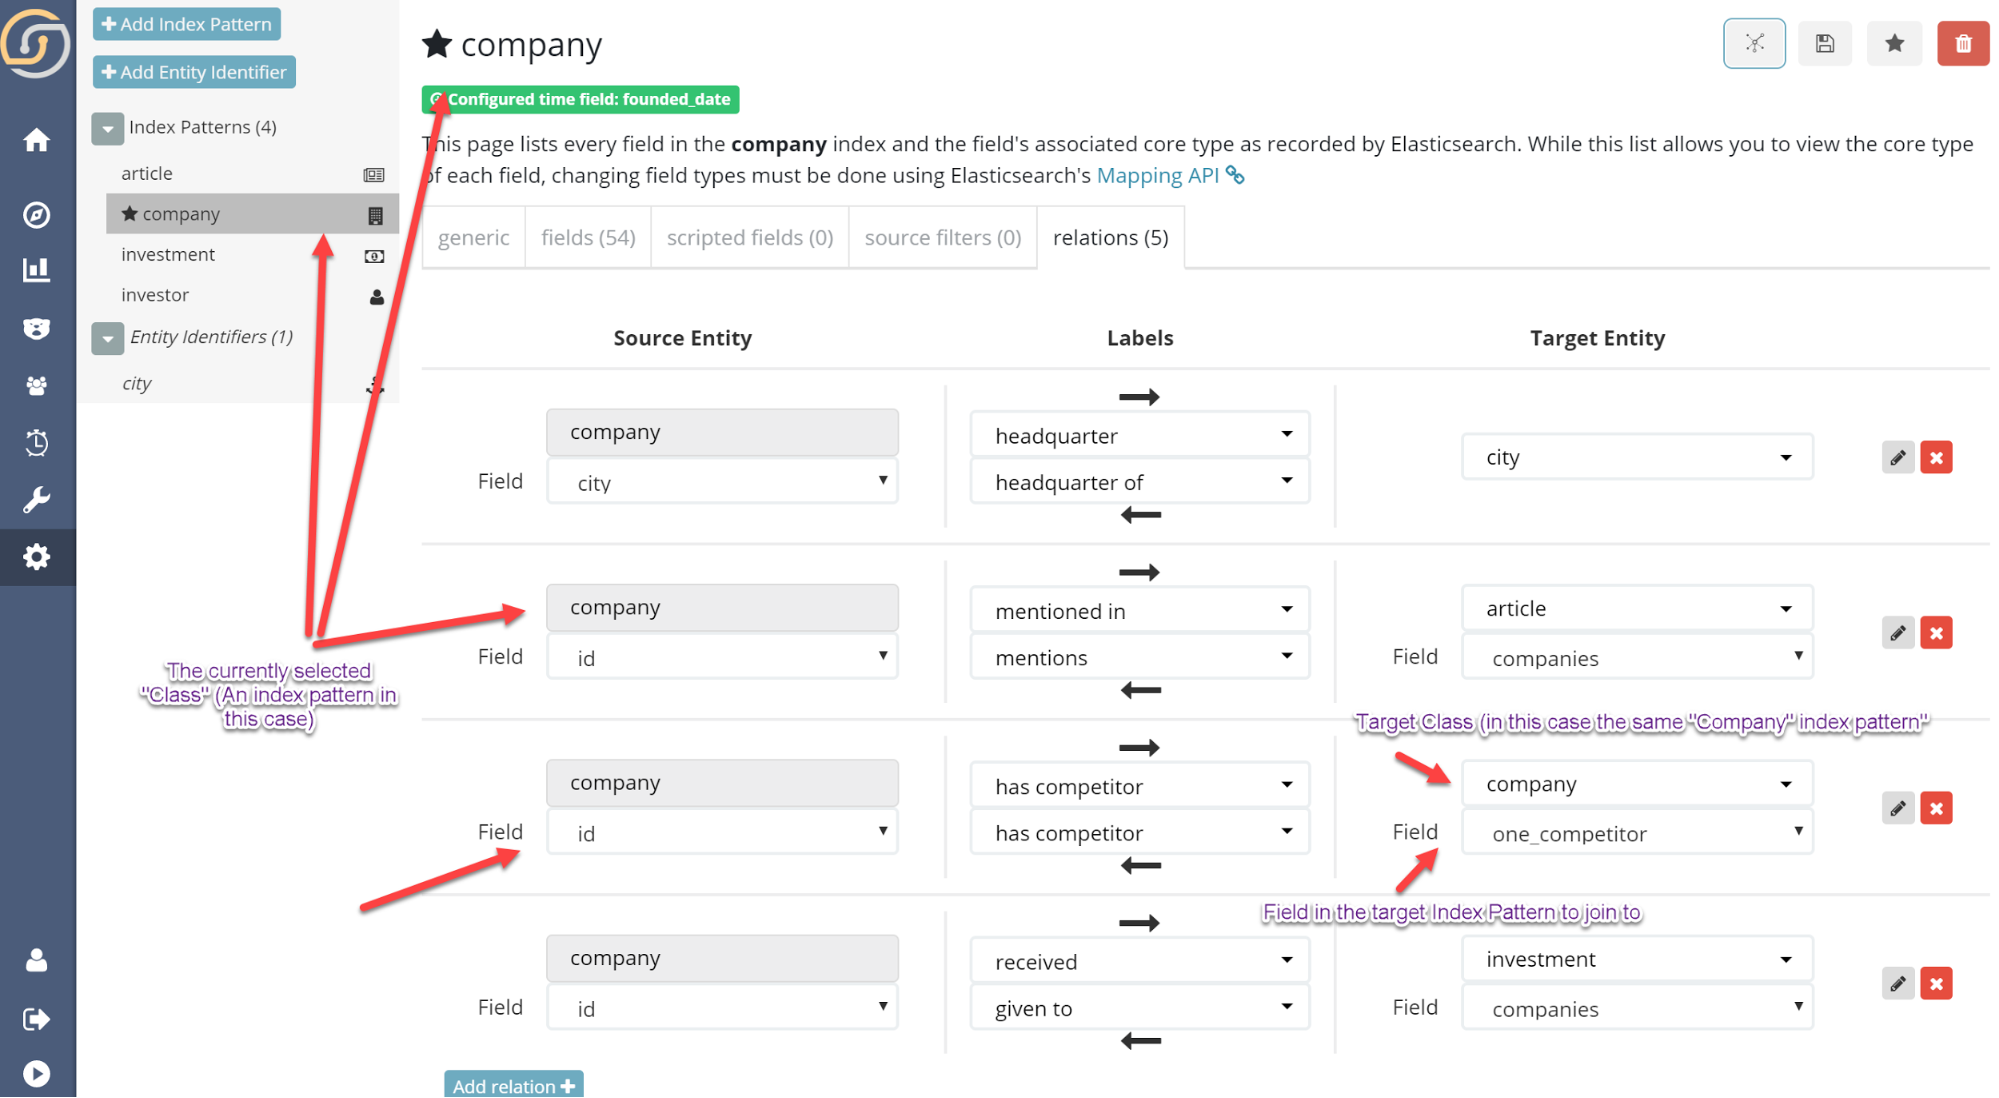 Add Index Pattern
Add Entity Identifier
Index Patterns (4)
article
company
investment
investor
Entity Identifiers (1)
city
company
Configured time field: founded_date
This page lists every field in the company index and the field's associated core type as recorded by Elasticsearch. While this list allows you to view the core type
of each field, changing field types must be done using Elasticsearch's Mapping API
generic
fields (54)
scripted fields (0)
source filters (0)
relations (5)
Source Entity
Labels
Target Entity
company
Field
city
headquarter
headquarter of
city
company
Field
id
mentioned in
mentions
article
Field
companies
The currently selected
"Class" (An index pattern in
this case)
Target Class (in this case the same "Company" index pattern"
company
Field
id
has competitor
has competitor
company
Field
one_competitor
Field in the target Index Pattern to join to
company
Field
id
received
given to
investment
Field
companies
Add relation